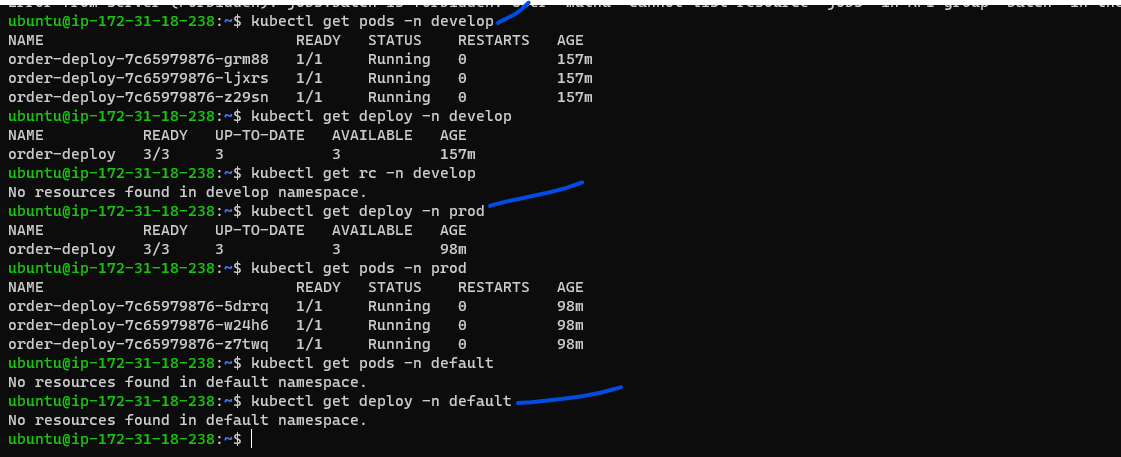 ubuntu@ip-172-31-18-238:~$ kubectl get pods -n develop
NAME                            READY   STATUS    RESTARTS   AGE
order-deploy-7c65979876-grm88   1/1     Running   0          157m
order-deploy-7c65979876-ljxrs   1/1     Running   0          157m
order-deploy-7c65979876-z29sn   1/1     Running   0          157m
ubuntu@ip-172-31-18-238:~$ kubectl get deploy -n develop
NAME           READY   UP-TO-DATE   AVAILABLE   AGE
order-deploy   3/3     3            3           157m
ubuntu@ip-172-31-18-238:~$ kubectl get rc -n develop
No resources found in develop namespace.
ubuntu@ip-172-31-18-238:~$ kubectl get deploy -n prod
NAME           READY   UP-TO-DATE   AVAILABLE   AGE
order-deploy   3/3     3            3           98m
ubuntu@ip-172-31-18-238:~$ kubectl get pods -n prod
NAME                            READY   STATUS    RESTARTS   AGE
order-deploy-7c65979876-5drrq   1/1     Running   0          98m
order-deploy-7c65979876-w24h6   1/1     Running   0          98m
order-deploy-7c65979876-z7twq   1/1     Running   0          98m
ubuntu@ip-172-31-18-238:~$ kubectl get pods -n default
No resources found in default namespace.
ubuntu@ip-172-31-18-238:~$ kubectl get deploy -n default
No resources found in default namespace.
ubuntu@ip-172-31-18-238:~$